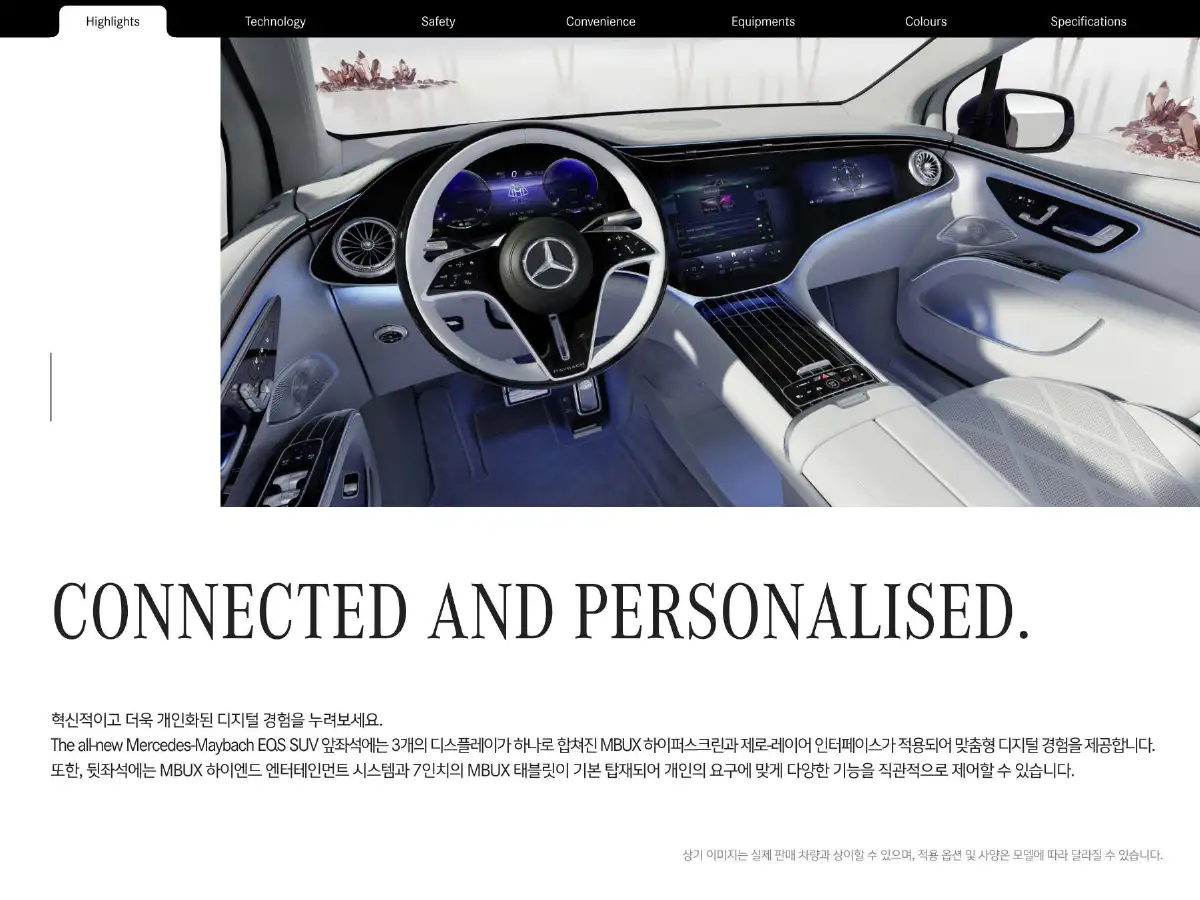 Highlights
Technology
Safety
Convenience
Equipments
Colours
Specifications
MAYBACH
CONNECTED AND PERSONALISED.
혁신적이고 더욱 개인화된 디지털 경험을 누려보세요.
The all-new Mercedes-Maybach EQS SUV 앞좌석에는 3개의 디스플레이가 하나로 합쳐진 MBUX 하이퍼스크린과 제로-레이어 인터페이스가 적용되어 맞춤형 디지털 경험을 제공합니다.
또한, 뒷좌석에는 MBUX 하이엔드 엔터테인먼트 시스템과 7인치의 MBUX 태블릿이 기본 탑재되어 개인의 요구에 맞게 다양한 기능을 직관적으로 제어할 수 있습니다.
상기 이미지는 실제 판매 차량과 상이할 수 있으며, 적용 옵션 및 사양은 모델에 따라 달라질 수 있습니다.